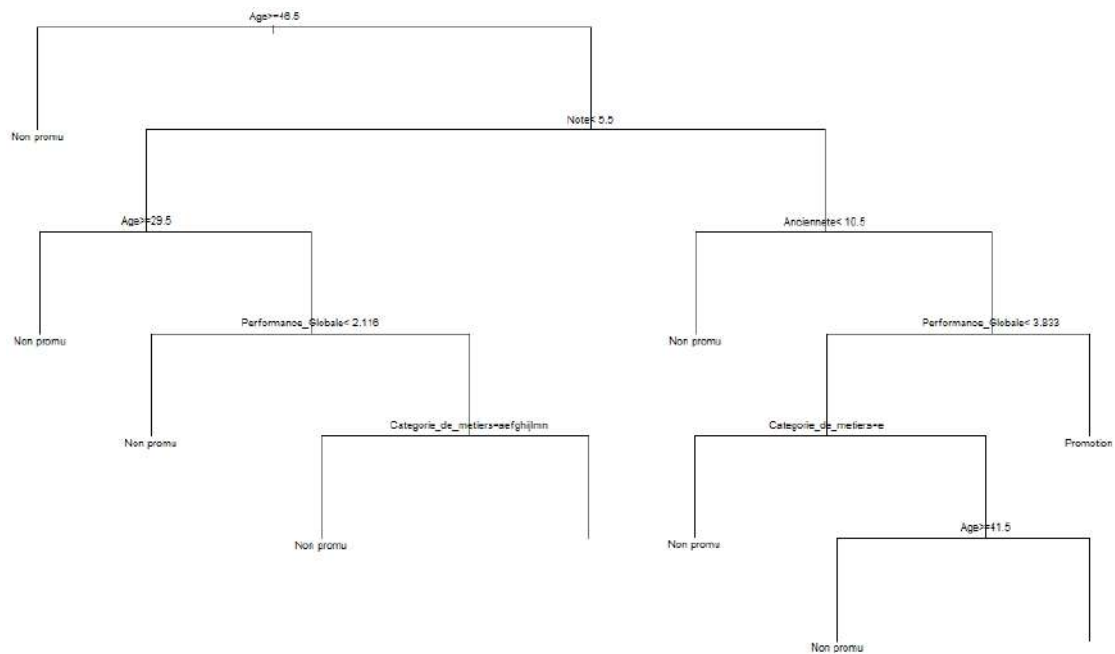 Age>=46.5
Non promu
Note< 5.5
Age>=29.5
Anciennete< 10.5
Non promu
Performance_Globale< 2.116
Non promu
Performance_Globale< 3.833
Non promu
Categorie_de_metiers=aefghijlmn
Categorie_de_metiers=e
Promotion
Non promu
Non promu
Age>=41.5
Non promu